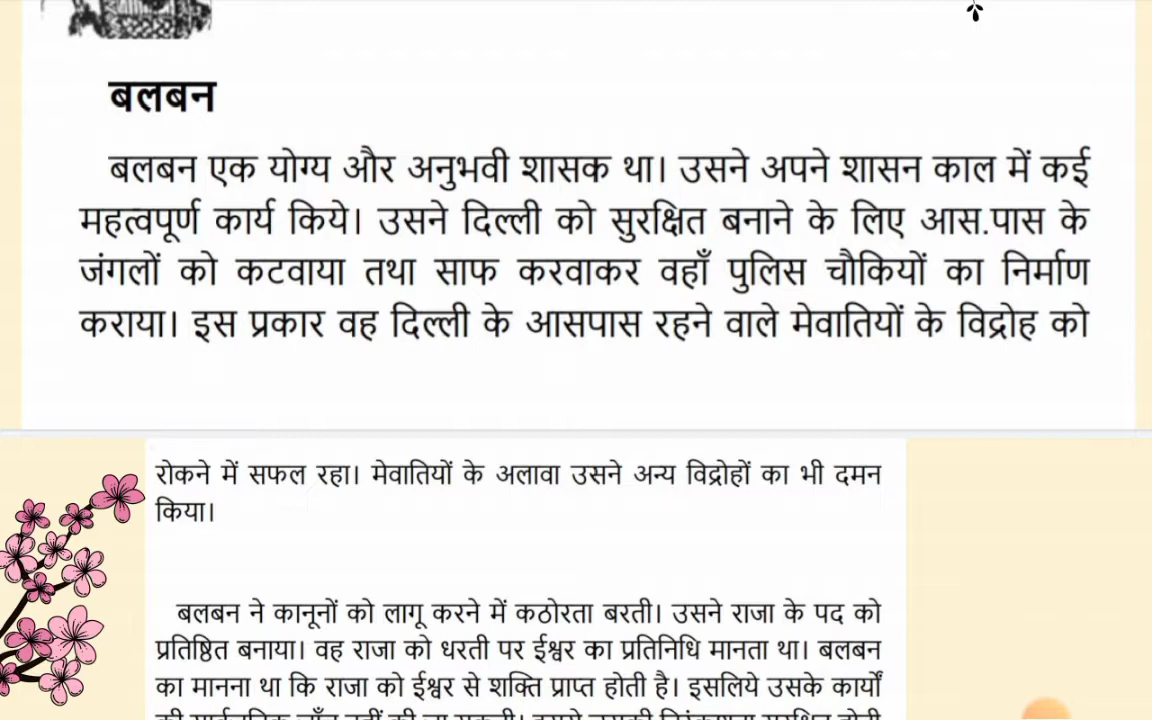 बलबन
बलबन एक योग्य और अनुभवी शासक था। उसने अपने शासन काल में कई
महत्वपूर्ण कार्य किये। उसने दिल्ली को सुरक्षित बनाने के लिए आस.पास के
जंगलों को कटवाया तथा साफ करवाकर वहाँ पुलिस चौकियों का निर्माण
कराया। इस प्रकार वह दिल्ली के आसपास रहने वाले मेवातियों के विद्रोह को
रोकने में सफल रहा। मेवातियों के अलावा उसने अन्य विद्रोहों का भी दमन
किया।
बलबन ने कानूनों को लागू करने में कठोरता बरती। उसने राजा के पद को
प्रतिष्ठित बनाया। वह राजा को धरती पर ईश्वर का प्रतिनिधि मानता था। बलबन
का मानना था कि राजा को ईश्वर से शक्ति प्राप्त होती है। इसलिये उसके कार्यों